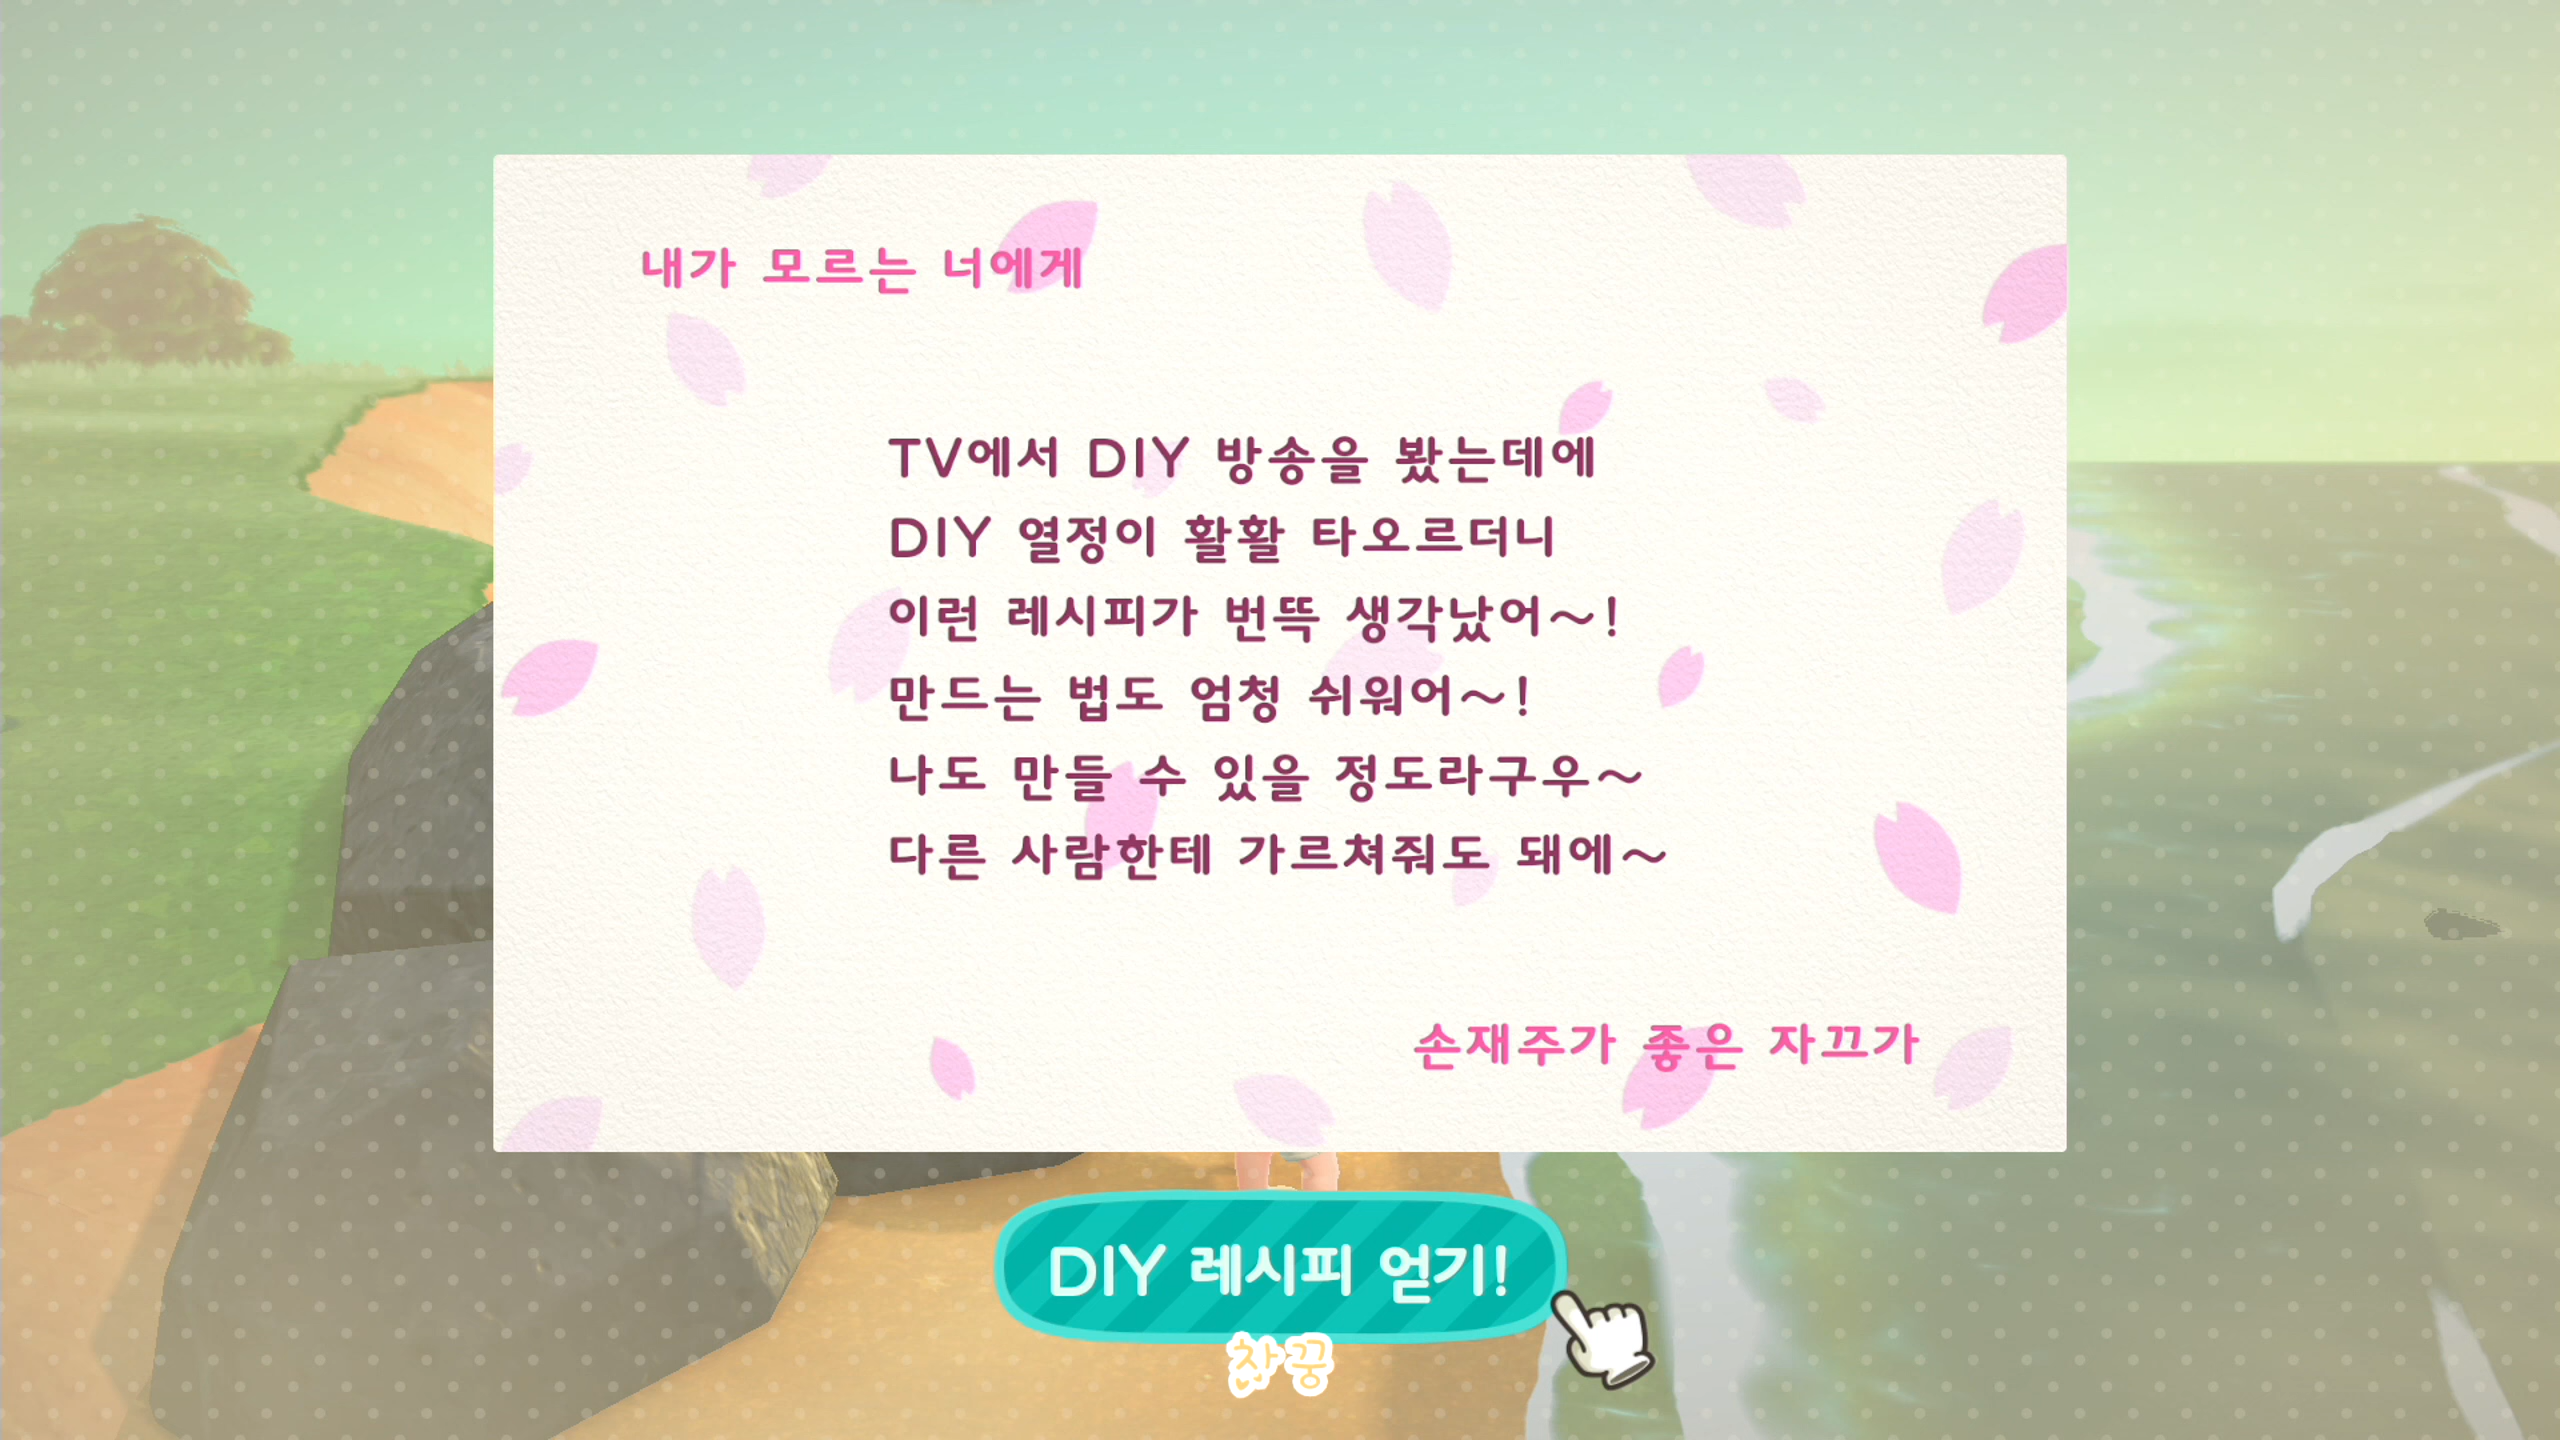 내가 모르는 너에게
TV에서 DIY 방송을 봤는데에
DIY 열정이 활활 타오르더니
이런 레시피가 번뜩 생각났어~!
만드는 법도 엄청 쉬워어~!
나도 만들 수 있을 정도라구우~
다른 사람한테 가르쳐줘도 돼에~
손재주가 좋은 자끄가
DIY 레시피 얻기!